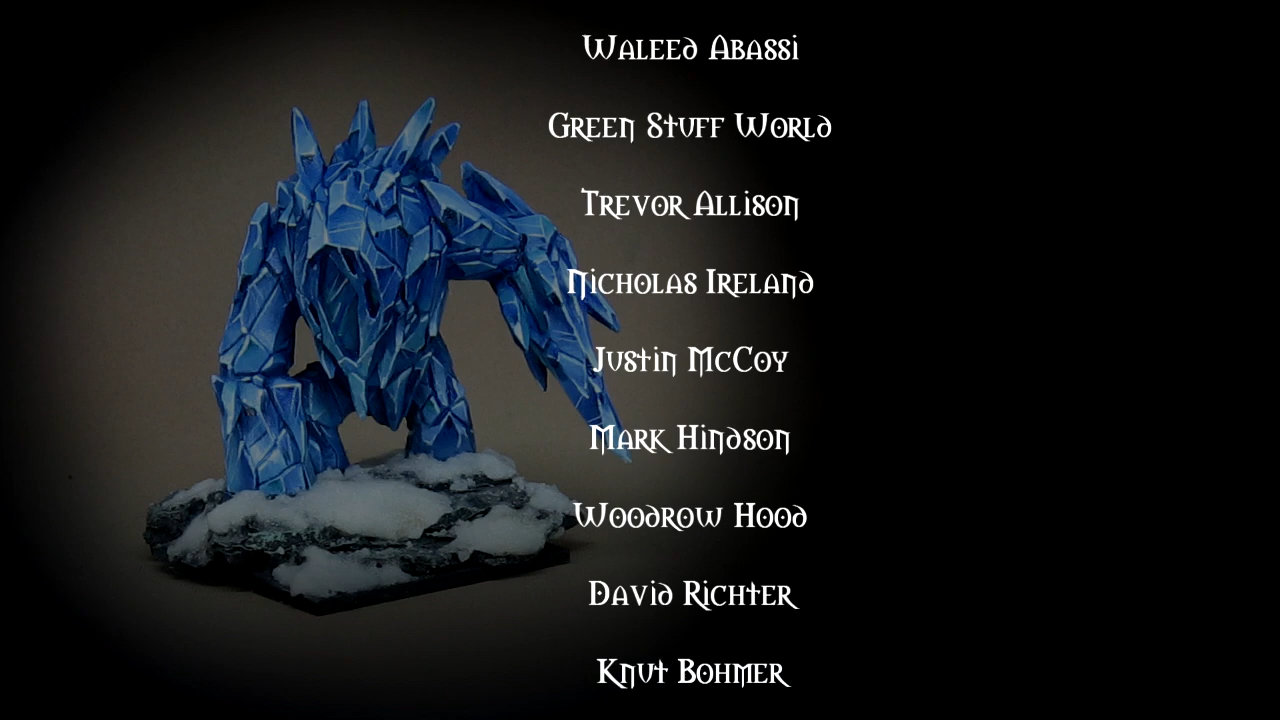 Waleed Abassi
Green Stuff World
Trevor Allison
Nicholas Ireland
Justin McCoy
Mark Hindson
Woodrow Hood
David Richter
Knut Bohmer